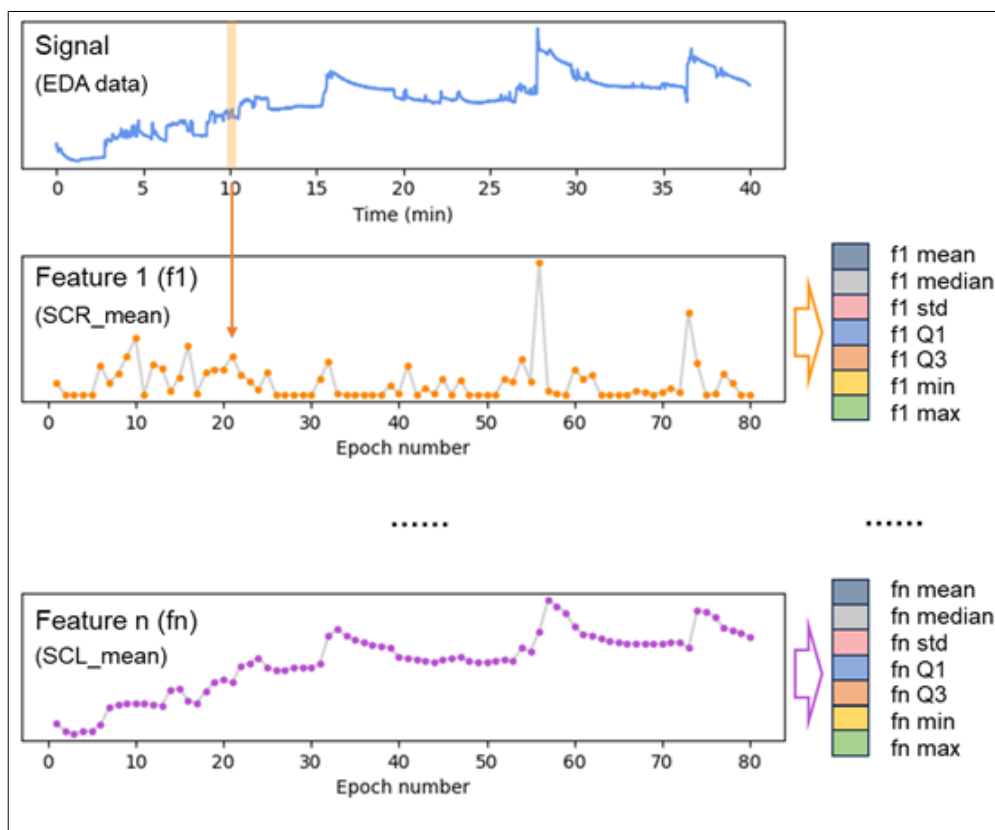 Signal
(EDA data)
0 5 10 15 20 25 30 35 40
Time (min)
Feature 1 (f1)
(SCR_mean)
0 10 20 30 40 50 60 70 80
Epoch number
f1 mean
f1 median
f1 std
f1 Q1
f1 Q3
f1 min
f1 max
......
......
Feature n (fn)
(SCL_mean)
0 10 20 30 40 50 60 70 80
Epoch number
fn mean
fn median
fn std
fn Q1
fn Q3
fn min
fn max